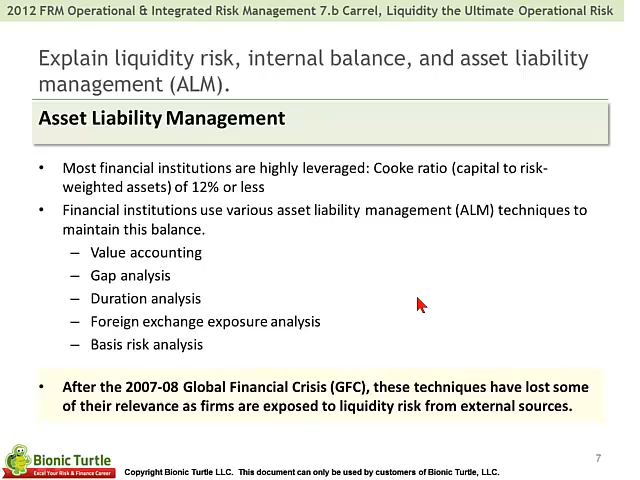 2012 FRM Operational & Integrated Risk Management 7.b Carrel, Liquidity the Ultimate Operational Risk
Explain liquidity risk, internal balance, and asset liability
management (ALM).
Asset Liability Management
• Most financial institutions are highly leveraged: Cooke ratio (capital to risk-
weighted assets) of 12% or less
• Financial institutions use various asset liability management (ALM) techniques to
maintain this balance.
– Value accounting
– Gap analysis
– Duration analysis
– Foreign exchange exposure analysis
– Basis risk analysis
• After the 2007-08 Global Financial Crisis (GFC), these techniques have lost some
of their relevance as firms are exposed to liquidity risk from external sources.
7
Bionic Turtle
Excel Your Risk & Finance Career
Copyright Bionic Turtle LLC. This document can only be used by customers of Bionic Turtle, LLC.